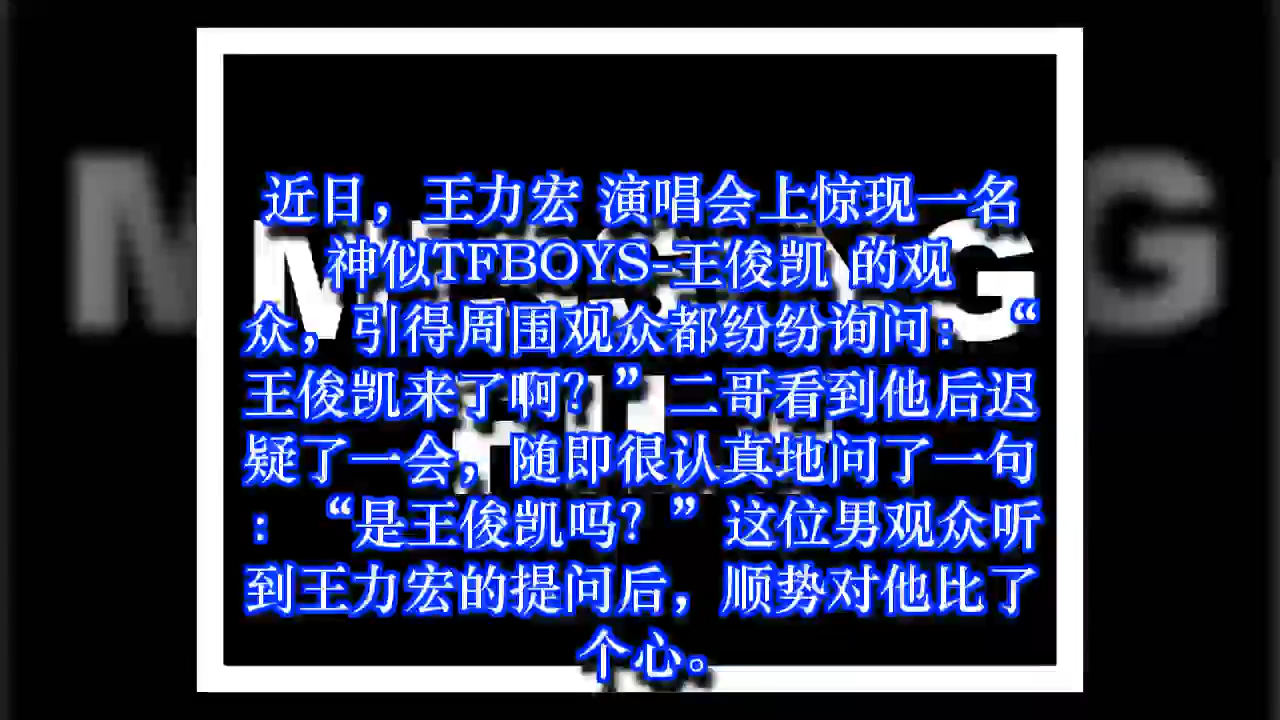 近日，王力宏 演唱会上惊现一名
神似TFBOYS-王俊凯 的观
众，引得周围观众都纷纷询问：“
王俊凯来了啊？” 二哥看到他后迟
疑了一会，随即很认真地问了一句
：“是王俊凯吗？” 这位男观众听
到王力宏的提问后，顺势对他比了
个心。